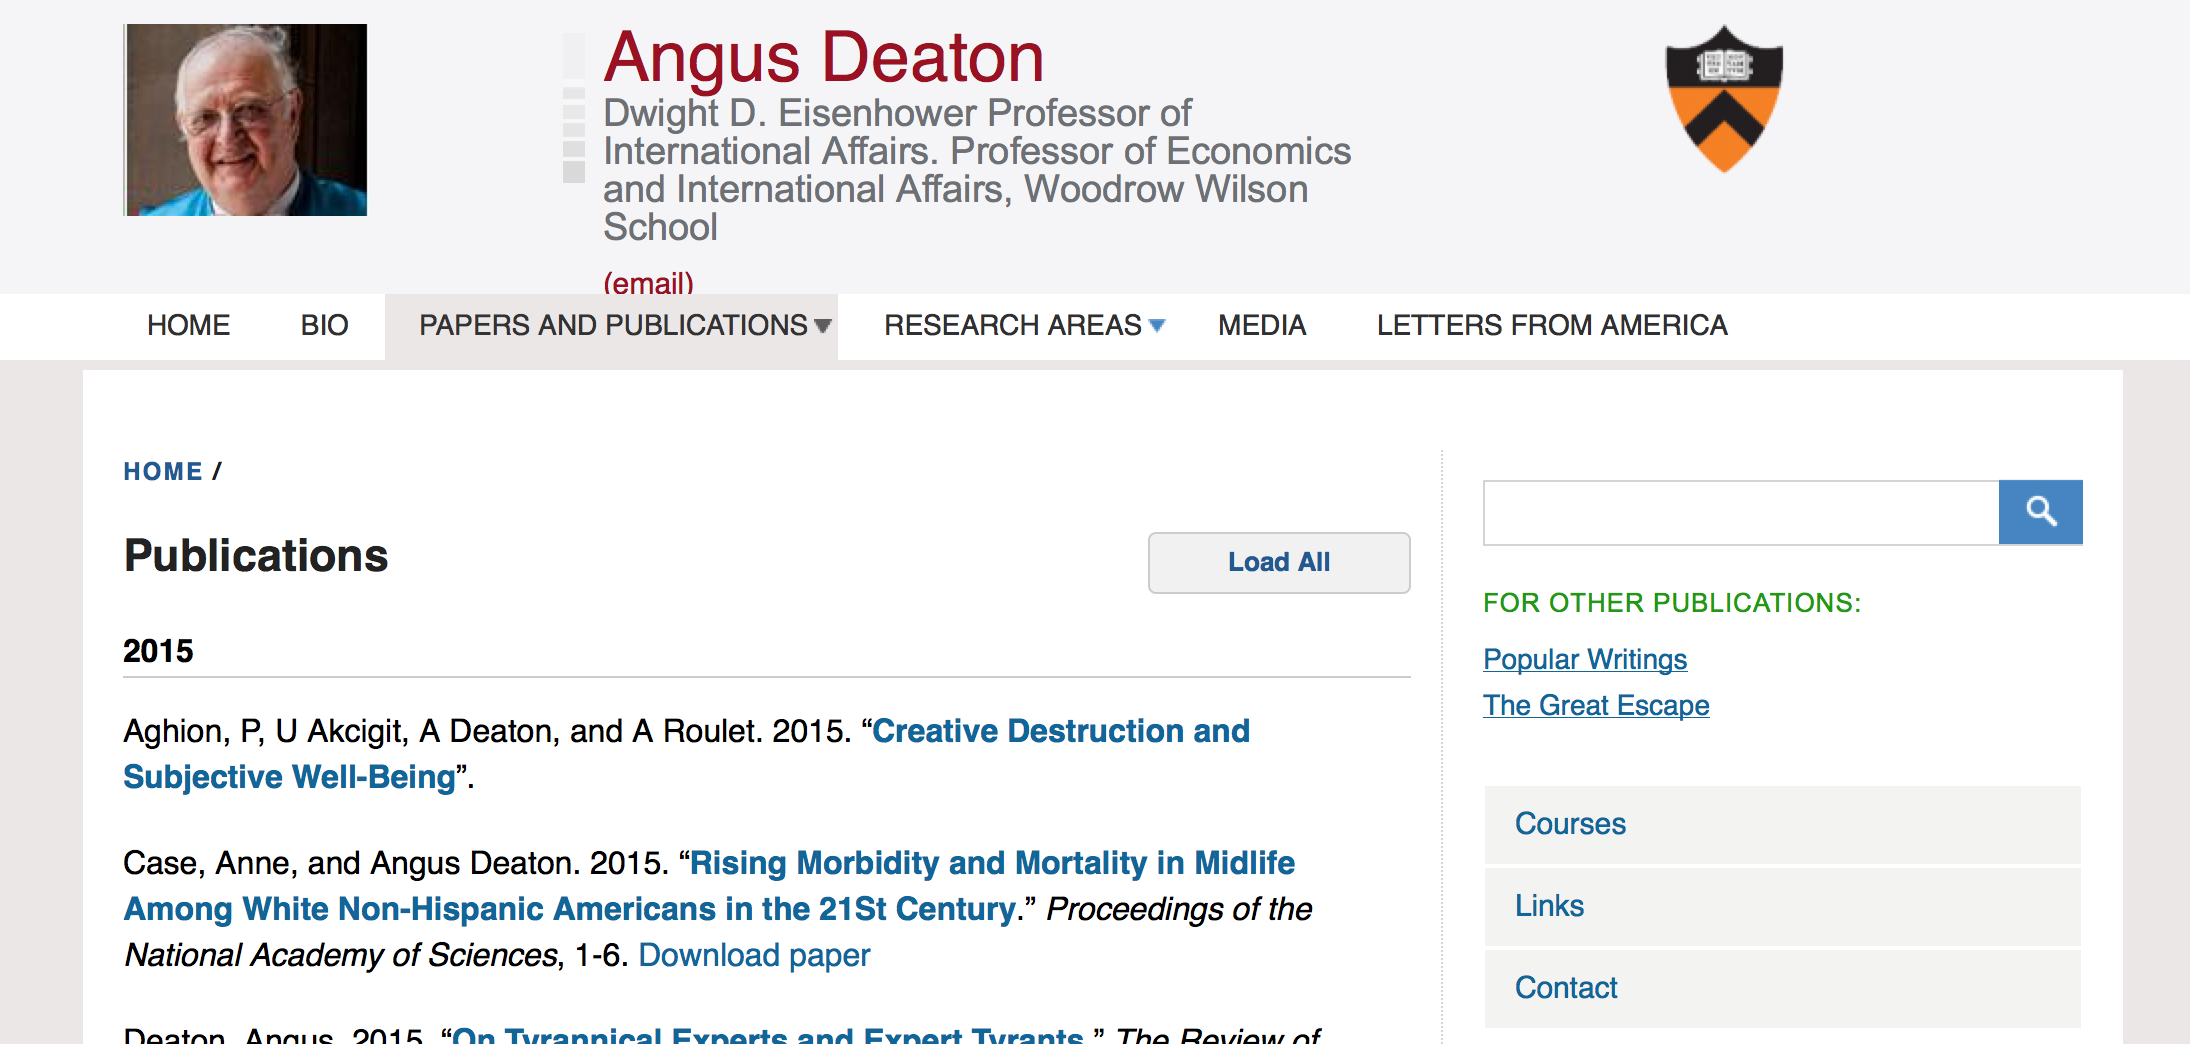 Angus Deaton
Dwight D. Eisenhower Professor of
International Affairs. Professor of Economics
and International Affairs, Woodrow Wilson
School
(email)
HOME BIO PAPERS AND PUBLICATIONS RESEARCH AREAS MEDIA LETTERS FROM AMERICA
HOME /
Publications
Load All
2015
Aghion, P, U Akcigit, A Deaton, and A Roulet. 2015. “Creative Destruction and
Subjective Well-Being”.
Case, Anne, and Angus Deaton. 2015. “Rising Morbidity and Mortality in Midlife
Among White Non-Hispanic Americans in the 21St Century.” Proceedings of the
National Academy of Sciences, 1-6. Download paper
Deaton, Angus. 2015. “On Tyrannical Experts and Expert Tyrants.” The Review of
FOR OTHER PUBLICATIONS:
Popular Writings
The Great Escape
Courses
Links
Contact